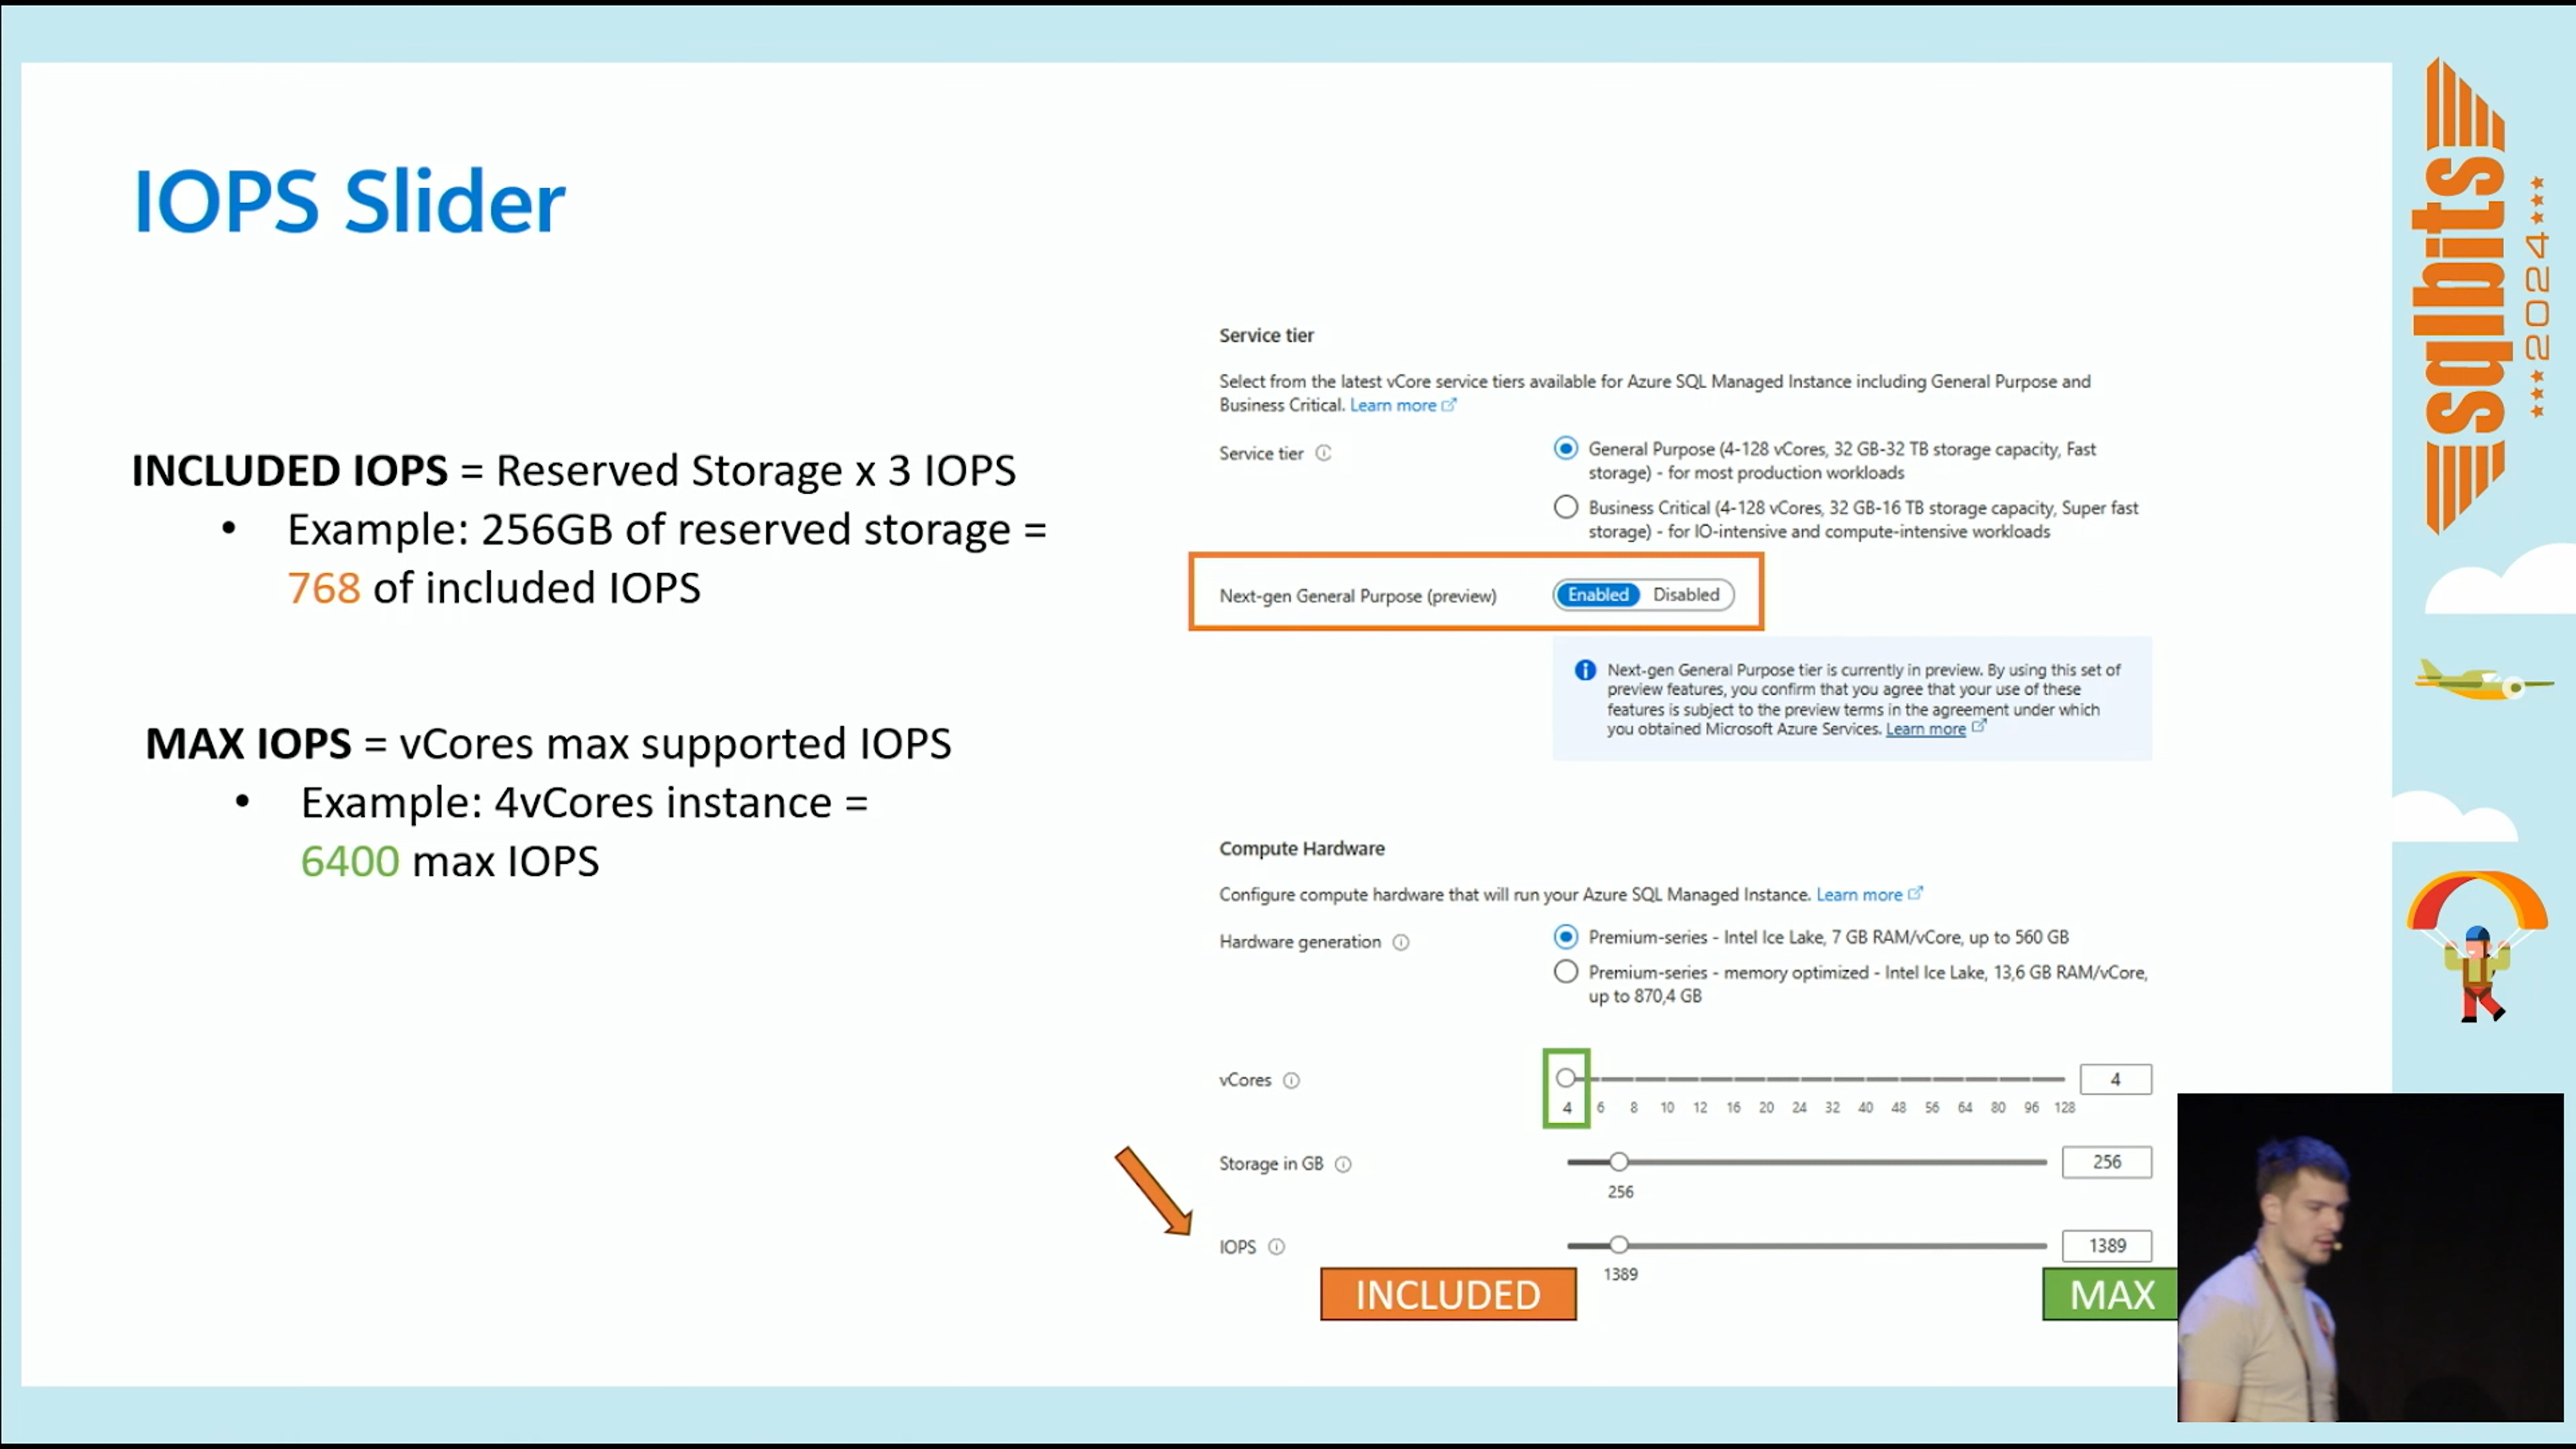 IOPS Slider
INCLUDED IOPS = Reserved Storage x 3 IOPS
• Example: 256GB of reserved storage =
768 of included IOPS
MAX IOPS = vCores max supported IOPS
• Example: 4vCores instance =
6400 max IOPS
Service tier
Select from the latest vCore service tiers available for Azure SQL Managed Instance including General Purpose and
Business Critical. Learn more
Service tier
General Purpose (4-128 vCores, 32 GB-32 TB storage capacity, Fast
storage) - for most production workloads
Business Critical (4-128 vCores, 32 GB-16 TB storage capacity, Super fast
storage) - for IO-intensive and compute-intensive workloads
Next-gen General Purpose (preview) Enabled Disabled
Next-gen General Purpose tier is currently in preview. By using this set of
preview features, you confirm that you agree that your use of these
features is subject to the preview terms in the agreement under which
you obtained Microsoft Azure Services. Learn more
Compute Hardware
Configure compute hardware that will run your Azure SQL Managed Instance. Learn more
Hardware generation
Premium-series - Intel Ice Lake, 7 GB RAM/vCore, up to 560 GB
Premium-series - memory optimized - Intel Ice Lake, 13,6 GB RAM/vCore,
up to 870,4 GB
vCores 4
4 6 8 10 12 16 20 24 32 40 48 56 64 80 96 128
Storage in GB 256
256
IOPS 1389
1389
INCLUDED MAX
sqlbits
2024